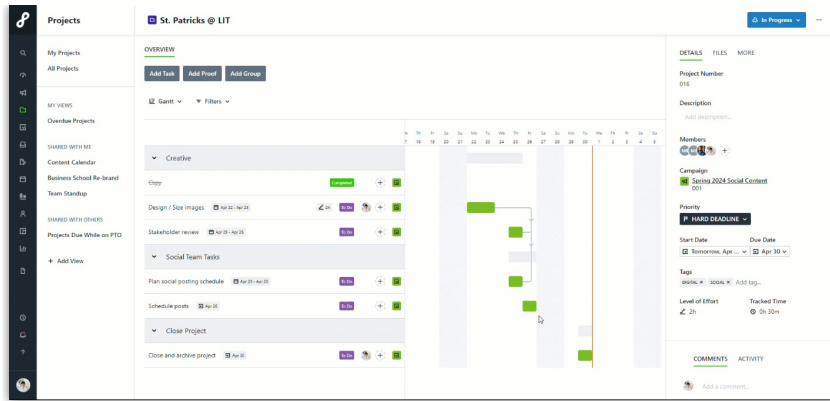 Projects
St. Patricks @ LIT
In Progress
My Projects
All Projects
MY VIEWS
Overdue Projects
SHARED WITH ME
Content Calendar
Business School Re-brand
Team Standup
SHARED WITH OTHERS
Projects Due While on PTO
+ Add View
OVERVIEW
Add Task
Add Proof
Add Group
Gantt
Filters
Creative
Copy
Completed
Design / Size images
Apr 22 - Apr 23
2h
To Do
Stakeholder review
Apr 25 - Apr 25
To Do
Social Team Tasks
Plan social posting schedule
Apr 25 - Apr 25
To Do
Schedule posts
Apr 26
To Do
Close Project
Close and archive project
Apr 30
To Do
DETAILS FILES MORE
Project Number
016
Description
Add description...
Members
Campaign
Spring 2024 Social Content
001
Priority
HARD DEADLINE
Start Date Due Date
Tomorrow, Apr ... Apr 30
Tags
DIGITAL × SOCIAL × Add tag...
Level of Effort Tracked Time
2h 0h 30m
COMMENTS ACTIVITY
Add a comment...